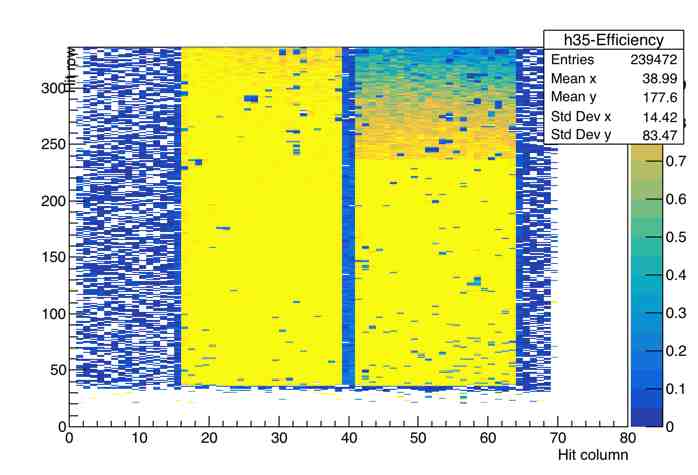 h35-Efficiency
Entries 239472
Mean x 38.99
Mean y 177.6
Std Dev x 14.42
Std Dev y 83.47
300
250
200
150
100
50
0
0 10 20 30 40 50 60 70 80
Hit column
0.7
0.6
0.5
0.4
0.3
0.2
0.1
0